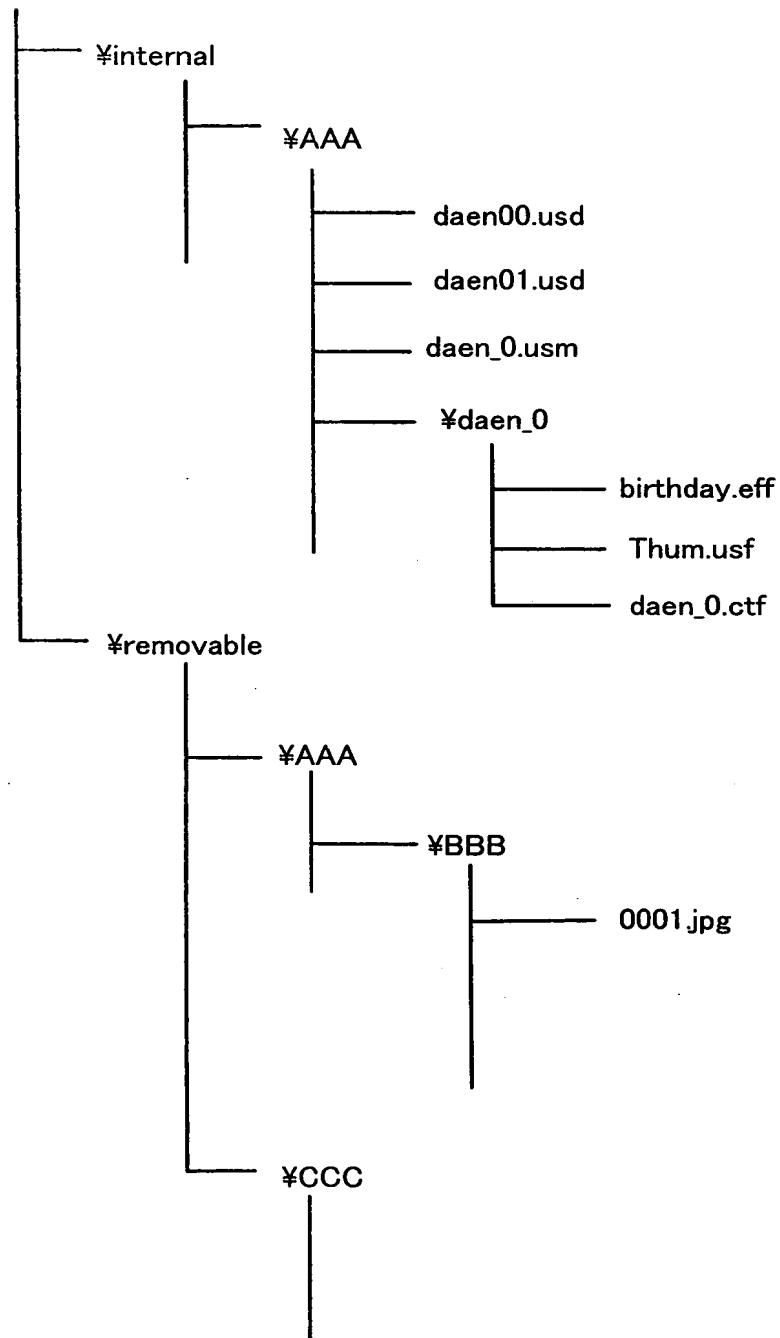 ¥internal
¥AAA
daen00.usd
daen01.usd
daen_0.usm
¥daen_0
birthday.eff
Thum.usf
daen_0.ctf
¥removable
¥AAA
¥BBB
0001.jpg
¥CCC